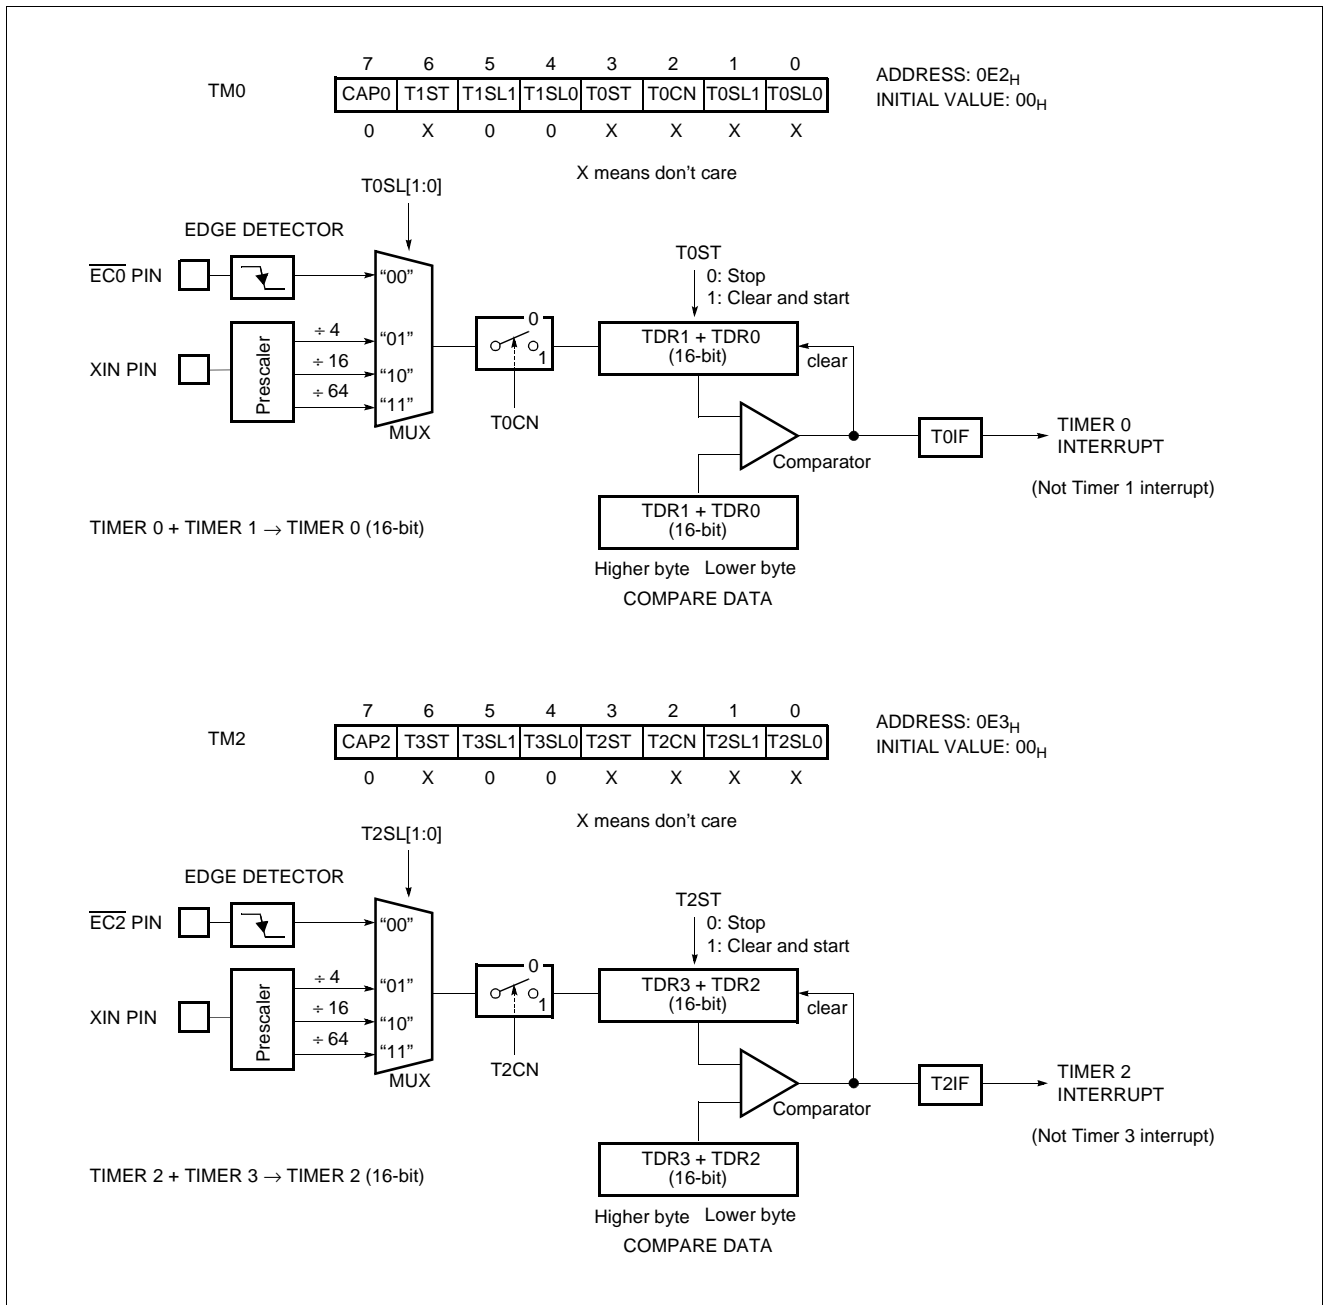 7 6 5 4 3 2 1 0
TM0 CAP0 T1ST T1SL1 T1SL0 T0ST T0CN T0SL1 T0SL0
0 X 0 0 X X X X
ADDRESS: 0E2H
INITIAL VALUE: 00H
X means don't care
T0SL[1:0]
EDGE DETECTOR
EC0 PIN
"00"
T0ST
0: Stop
1: Clear and start
XIN PIN
Prescaler
÷ 4
÷ 16
÷ 64
"01"
"10"
"11"
MUX
0
1
T0CN
TDR1 + TDR0
(16-bit)
clear
Comparator
T0IF
TIMER 0
INTERRUPT
(Not Timer 1 interrupt)
TIMER 0 + TIMER 1 → TIMER 0 (16-bit)
TDR1 + TDR0
(16-bit)
Higher byte Lower byte
COMPARE DATA
7 6 5 4 3 2 1 0
TM2 CAP2 T3ST T3SL1 T3SL0 T2ST T2CN T2SL1 T2SL0
0 X 0 0 X X X X
ADDRESS: 0E3H
INITIAL VALUE: 00H
X means don't care
T2SL[1:0]
EDGE DETECTOR
EC2 PIN
"00"
T2ST
0: Stop
1: Clear and start
XIN PIN
Prescaler
÷ 4
÷ 16
÷ 64
"01"
"10"
"11"
MUX
0
1
T2CN
TDR3 + TDR2
(16-bit)
clear
Comparator
T2IF
TIMER 2
INTERRUPT
(Not Timer 3 interrupt)
TIMER 2 + TIMER 3 → TIMER 2 (16-bit)
TDR3 + TDR2
(16-bit)
Higher byte Lower byte
COMPARE DATA